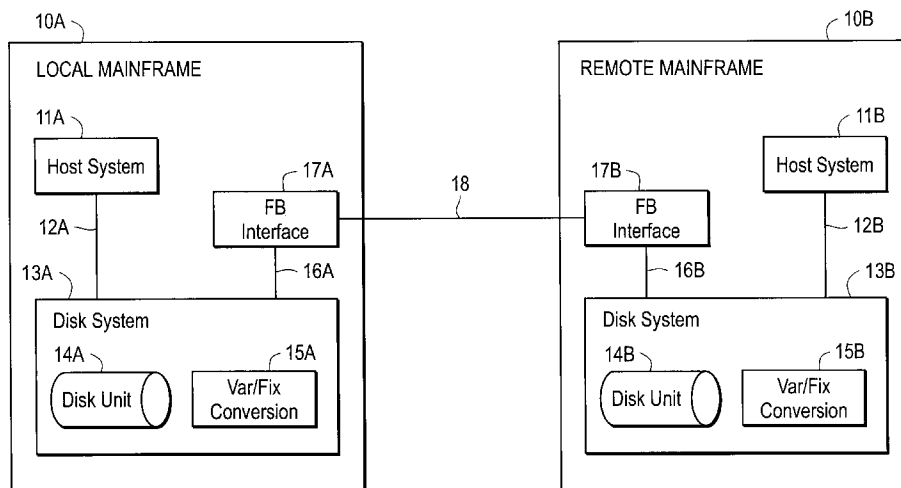 10A
10B
LOCAL MAINFRAME
REMOTE MAINFRAME
11A
11B
Host System
Host System
17A
17B
18
FB
Interface
FB
Interface
12A
12B
16A
16B
13A
13B
Disk System
Disk System
14A
15A
14B
15B
Disk Unit
Var/Fix
Conversion
Disk Unit
Var/Fix
Conversion